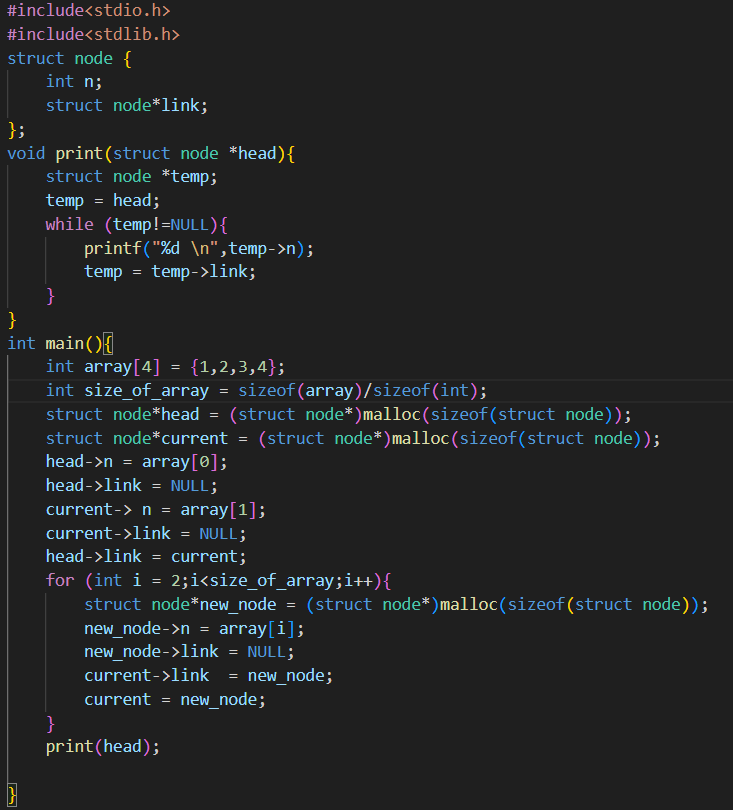 #include<stdio.h>
#include<stdlib.h>
struct node {
    int n;
    struct node*link;
};
void print(struct node *head){
    struct node *temp;
    temp = head;
    while (temp!=NULL){
        printf("%d \n",temp->n);
        temp = temp->link;
    }
}
int main(){
    int array[4] = {1,2,3,4};
    int size_of_array = sizeof(array)/sizeof(int);
    struct node*head = (struct node*)malloc(sizeof(struct node));
    struct node*current = (struct node*)malloc(sizeof(struct node));
    head->n = array[0];
    head->link = NULL;
    current-> n = array[1];
    current->link = NULL;
    head->link = current;
    for (int i = 2;i<size_of_array;i++){
        struct node*new_node = (struct node*)malloc(sizeof(struct node));
        new_node->n = array[i];
        new_node->link = NULL;
        current->link  = new_node;
        current = new_node;
    }
    print(head);

}